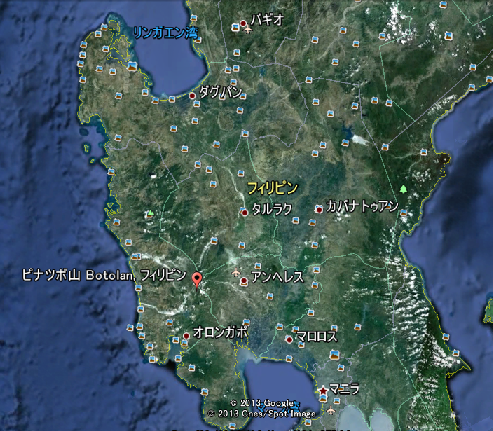 バギオ
リンガエン湾
ダグパン
フィリピン
タルラク
カバナトゥアン
ピナツボ山 Botolan, フィリピン
アンヘレス
オロンガポ
マロロス
マニラ
© 2013 Google
© 2013 Cnes/Spot Image